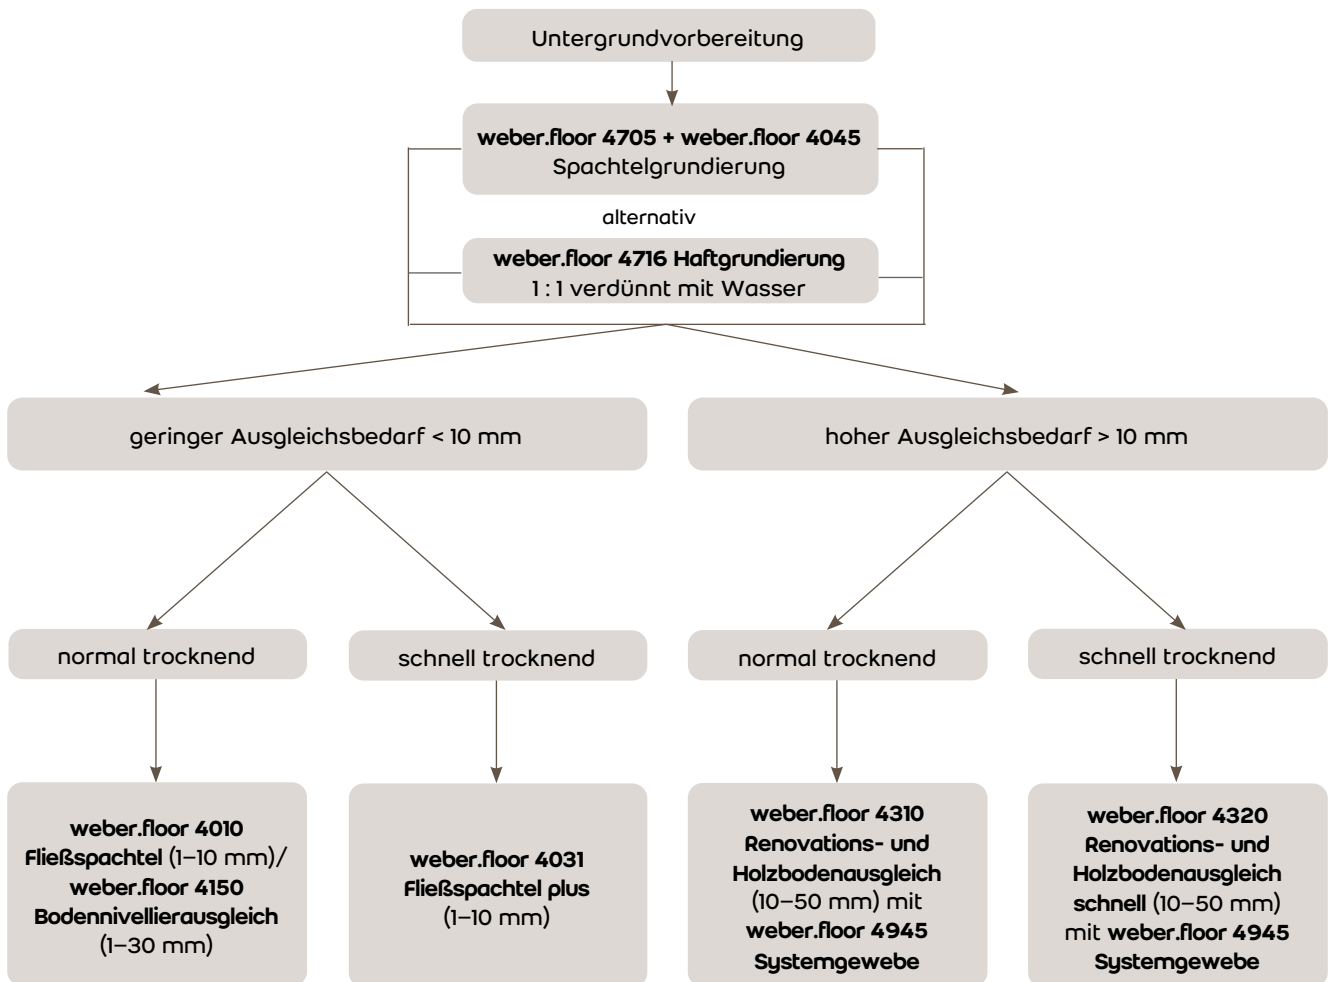 Untergrundvorbereitung
weber.floor 4705 + weber.floor 4045
Spachtelgrundierung
alternativ
weber.floor 4716 Haftgrundierung
1 : 1 verdünnt mit Wasser
geringer Ausgleichsbedarf < 10 mm
hoher Ausgleichsbedarf > 10 mm
normal trocknend
schnell trocknend
normal trocknend
schnell trocknend
weber.floor 4010
Fließspachtel (1–10 mm)/
weber.floor 4150
Bodennivellierausgleich
(1–30 mm)
weber.floor 4031
Fließspachtel plus
(1–10 mm)
weber.floor 4310
Renovations- und
Holzbodenausgleich
(10–50 mm) mit
weber.floor 4945
Systemgewebe
weber.floor 4320
Renovations- und
Holzbodenausgleich
schnell (10–50 mm)
mit weber.floor 4945
Systemgewebe